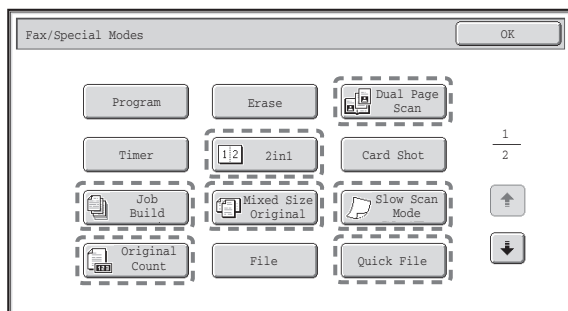 Fax/Special Modes
OK
Program
Erase
Dual Page
Scan
Timer
1 2
2in1
Card Shot
1
2
Job
Build
Mixed Size
Original
Slow Scan
Mode
Original
Count
123
File
Quick File